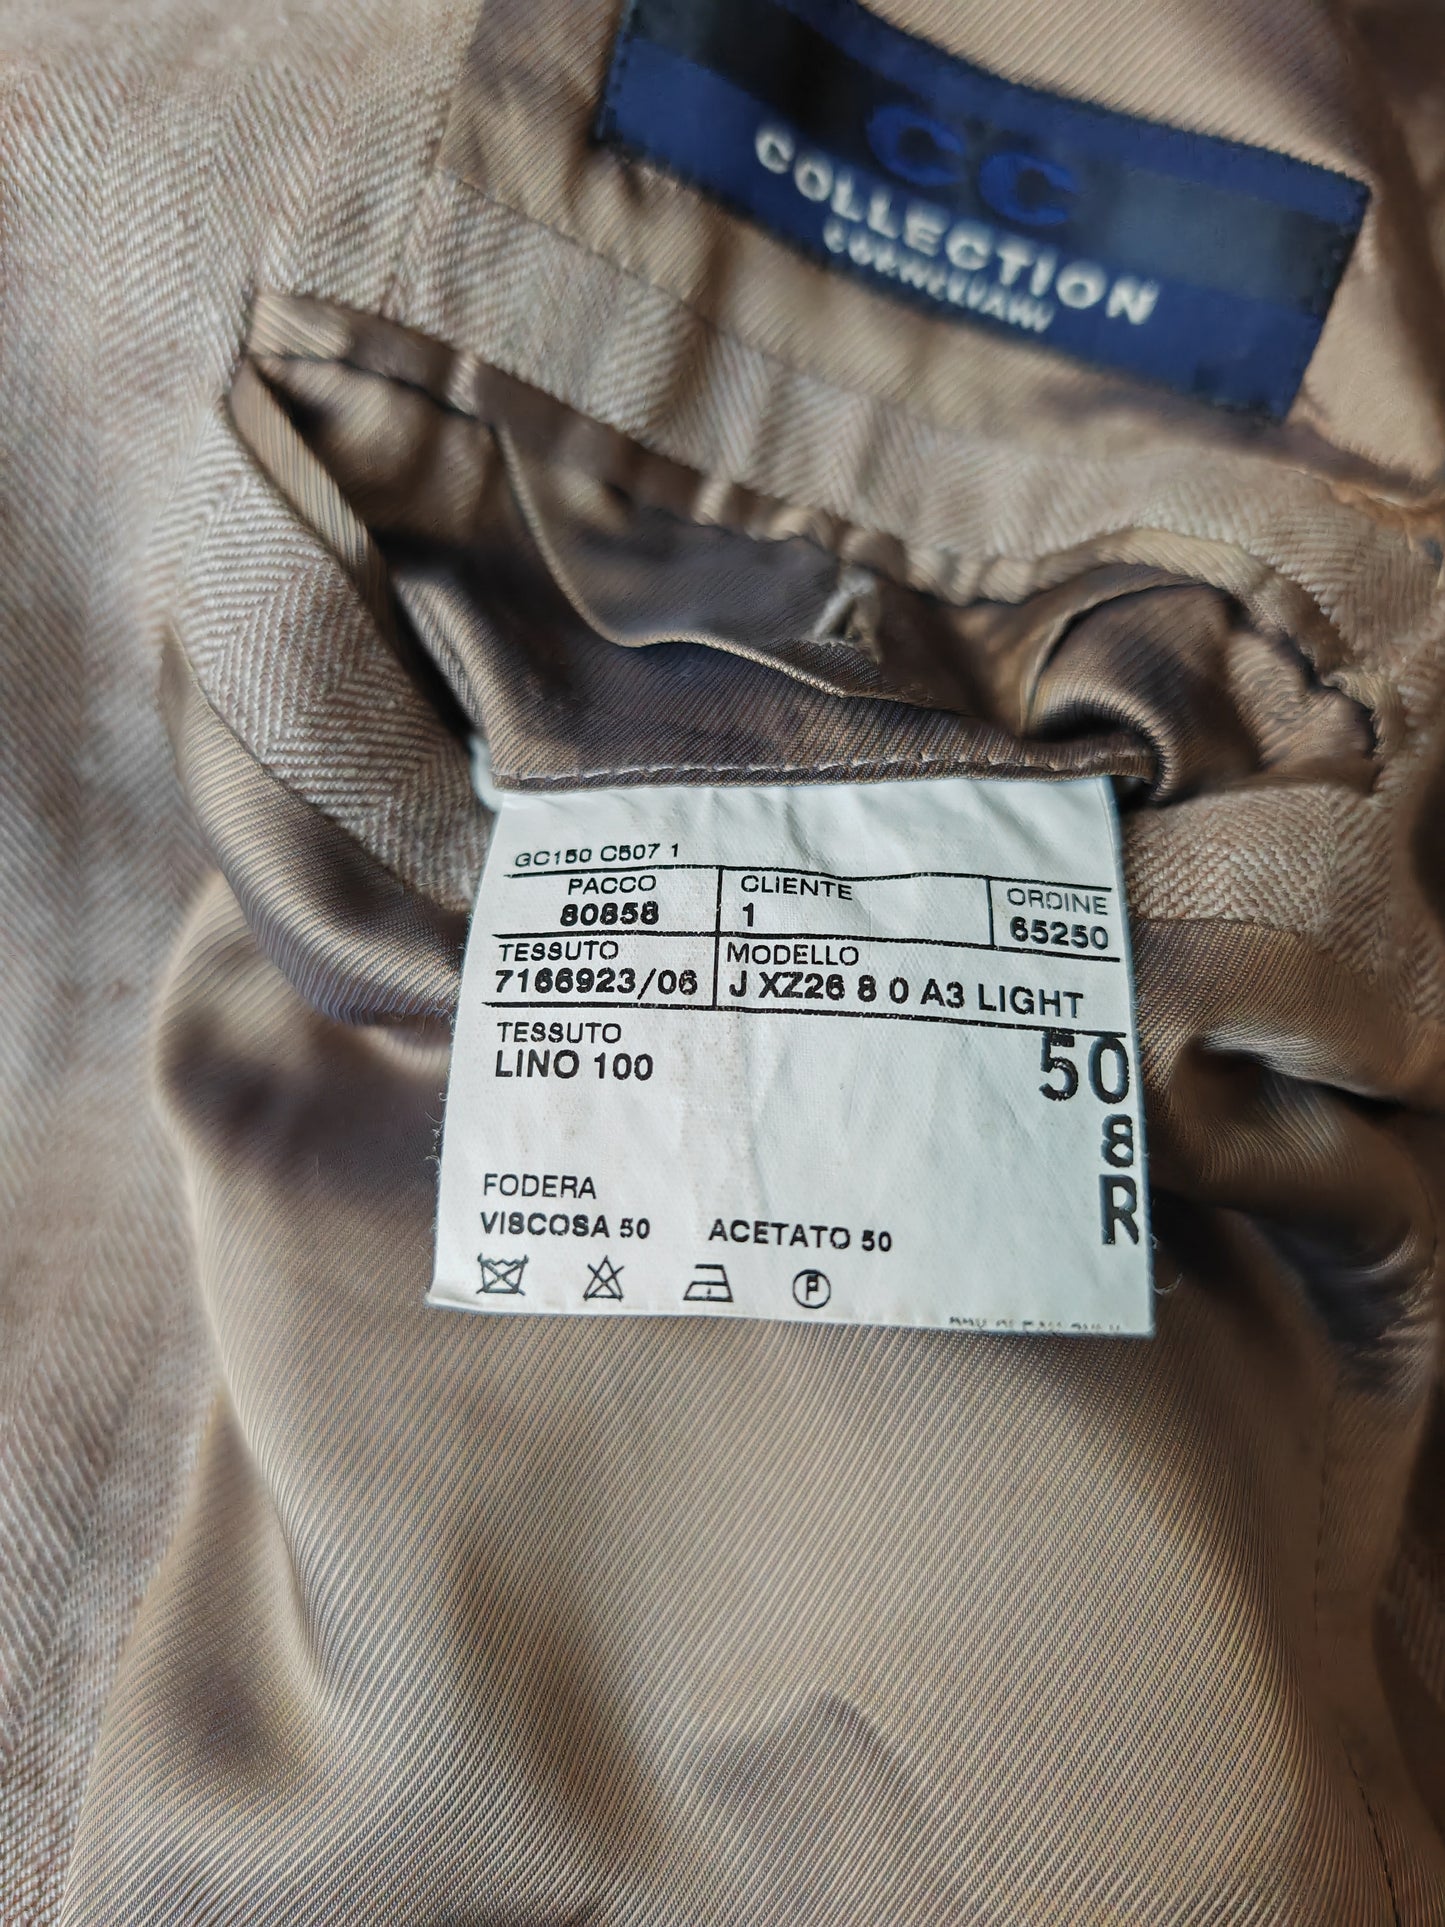 CC
COLLECTION
CORNELIANI
GC150 C507 1
PACCO
80858
CLIENTE
1
ORDINE
65250
TESSUTO
7166923/06
MODELLO
J XZ26 8 0 A3 LIGHT
TESSUTO
LINO 100
50
8
R
FODERA
VISCOSA 50 ACETATO 50
P